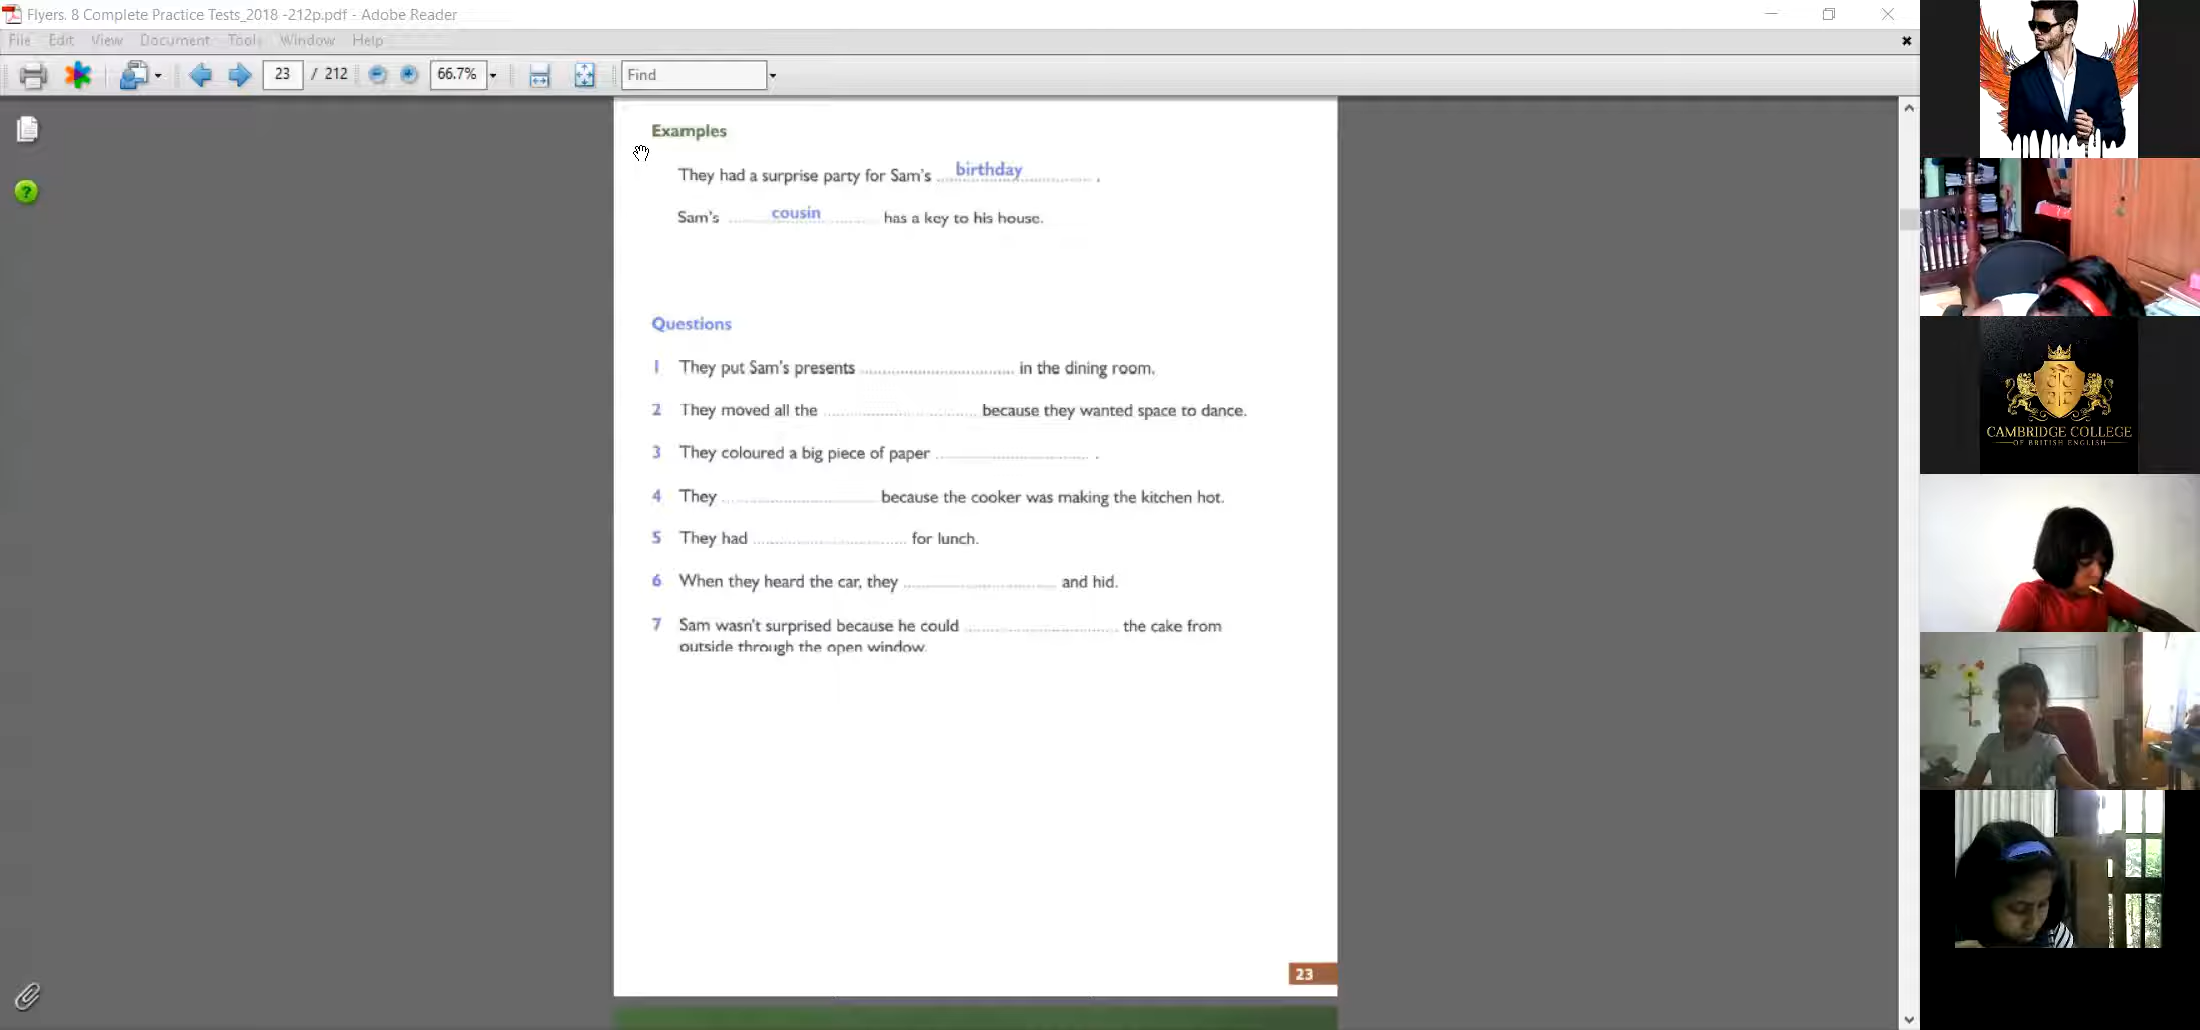 Flyers. 8 Complete Practice Tests_2018 -212p.pdf - Adobe Reader
File Edit View Document Tools Window Help
23 / 212 66.7% Find
Examples
They had a surprise party for Sam's birthday .
Sam's cousin has a key to his house.
Questions
1 They put Sam's presents ................................ in the dining room.
2 They moved all the ................................ because they wanted space to dance.
3 They coloured a big piece of paper ................................ .
4 They ................................ because the cooker was making the kitchen hot.
5 They had ................................ for lunch.
6 When they heard the car, they ................................ and hid.
7 Sam wasn't surprised because he could ................................ the cake from
outside through the open window.
23
CAMBRIDGE COLLEGE
OF BRITISH ENGLISH